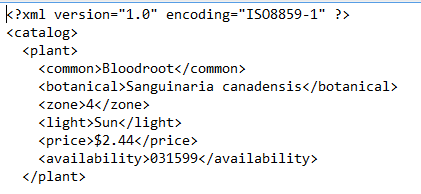 <?xml version="1.0" encoding="ISO8859-1" ?>
<catalog>
<plant>
<common>Bloodroot</common>
<botanical>Sanguinaria canadensis</botanical>
<zone>4</zone>
<light>Sun</light>
<price>$2.44</price>
<availability>031599</availability>
</plant>